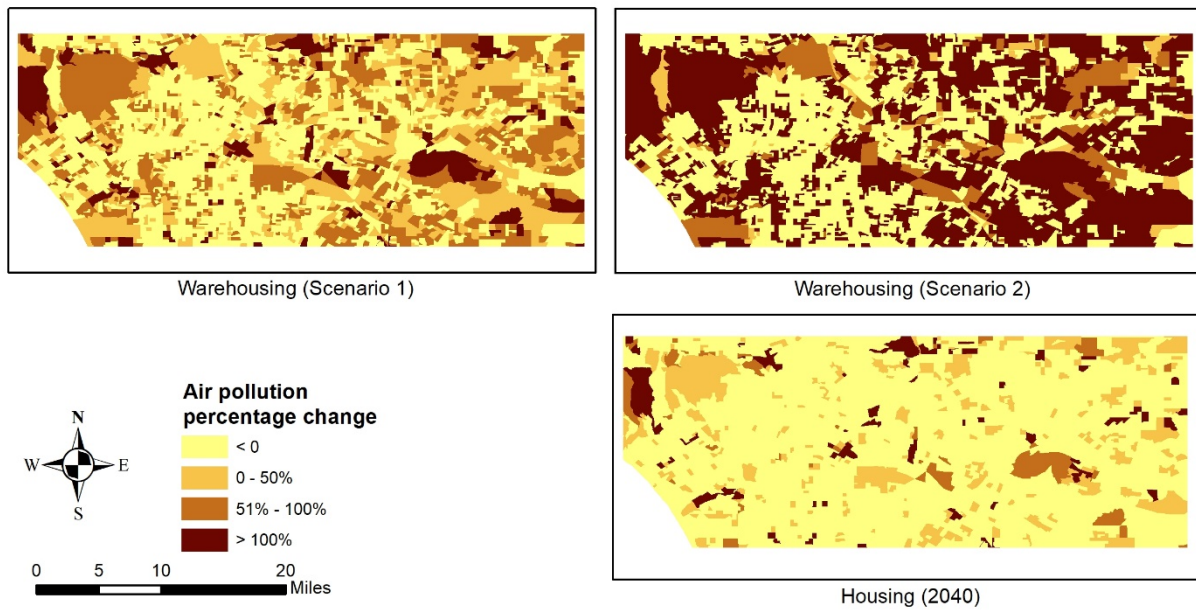 Warehousing (Scenario 1)
Warehousing (Scenario 2)
Air pollution
percentage change
< 0
0 - 50%
51% - 100%
> 100%
N
W E
S
0 5 10 20
Miles
Housing (2040)